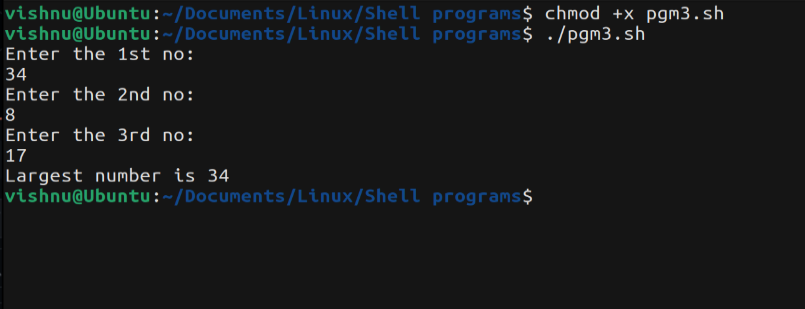 vishnu@Ubuntu:~/Documents/Linux/Shell programs$ chmod +x pgm3.sh
vishnu@Ubuntu:~/Documents/Linux/Shell programs$ ./pgm3.sh
Enter the 1st no:
34
Enter the 2nd no:
8
Enter the 3rd no:
17
Largest number is 34
vishnu@Ubuntu:~/Documents/Linux/Shell programs$